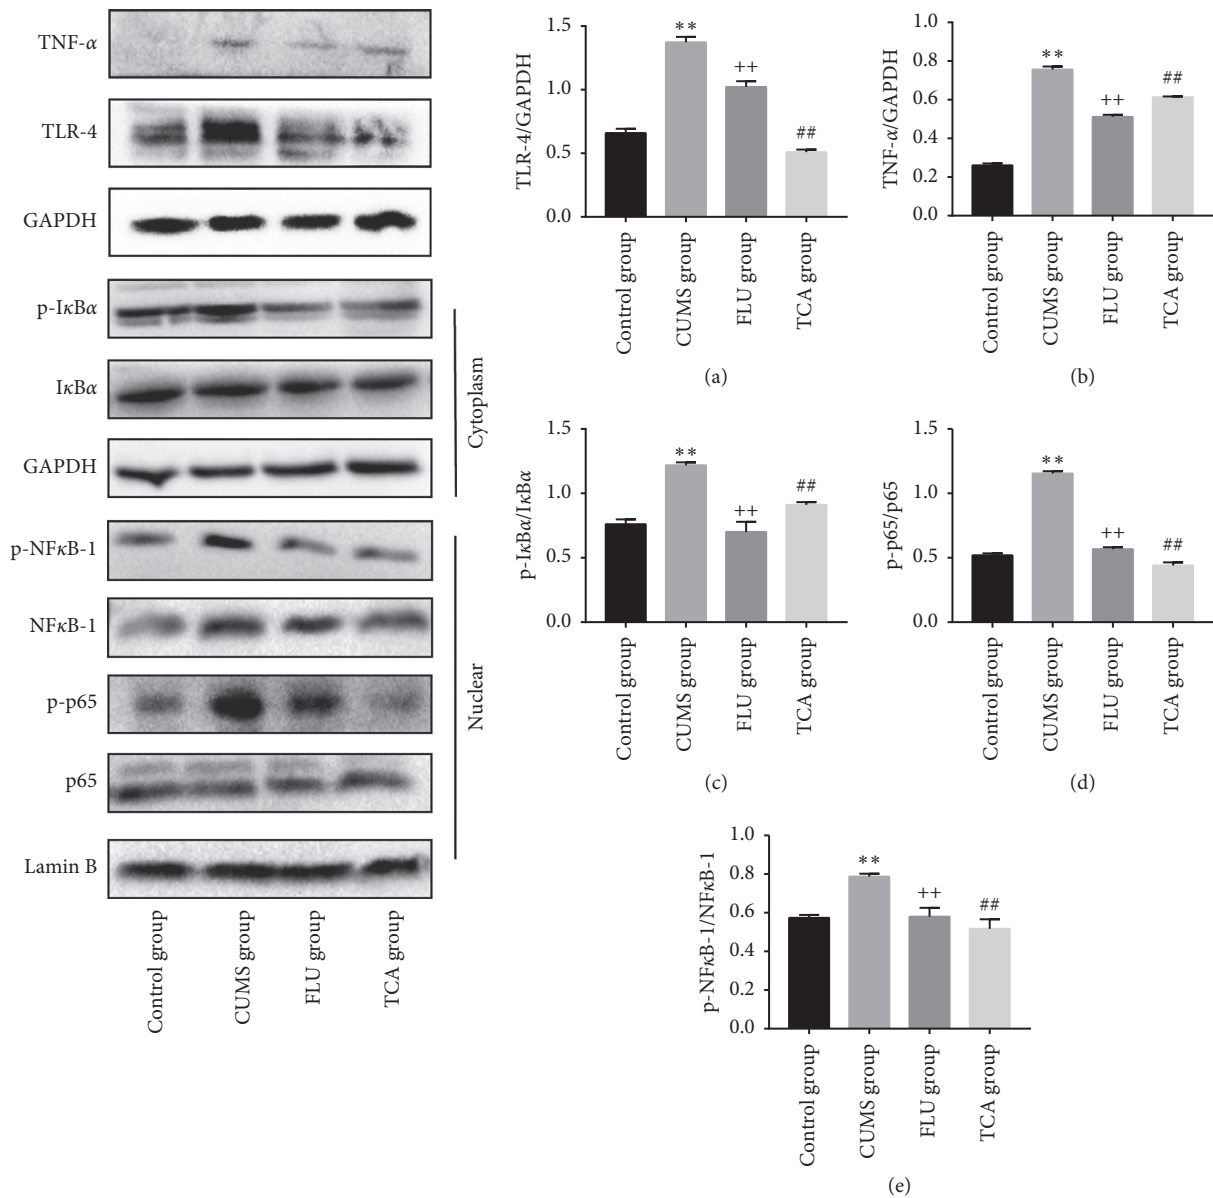 TNF-α
TLR-4
GAPDH
p-IκBα
IκBα
GAPDH
Cytoplasm
p-NFκB-1
NFκB-1
p-p65
p65
Lamin B
Nuclear
Control group
CUMS group
FLU group
TCA group
TLR-4/GAPDH
1.5
1.0
0.5
0.0
**
++
##
Control group
CUMS group
FLU group
TCA group
(a)
TNF-α/GAPDH
1.0
0.8
0.6
0.4
0.2
0.0
**
++
##
Control group
CUMS group
FLU group
TCA group
(b)
p-IκBα/IκBα
1.5
1.0
0.5
0.0
**
++
##
Control group
CUMS group
FLU group
TCA group
(c)
p-p65/p65
1.5
1.0
0.5
0.0
**
++
##
Control group
CUMS group
FLU group
TCA group
(d)
p-NFκB-1/NFκB-1
1.0
0.8
0.6
0.4
0.2
0.0
**
++
##
Control group
CUMS group
FLU group
TCA group
(e)